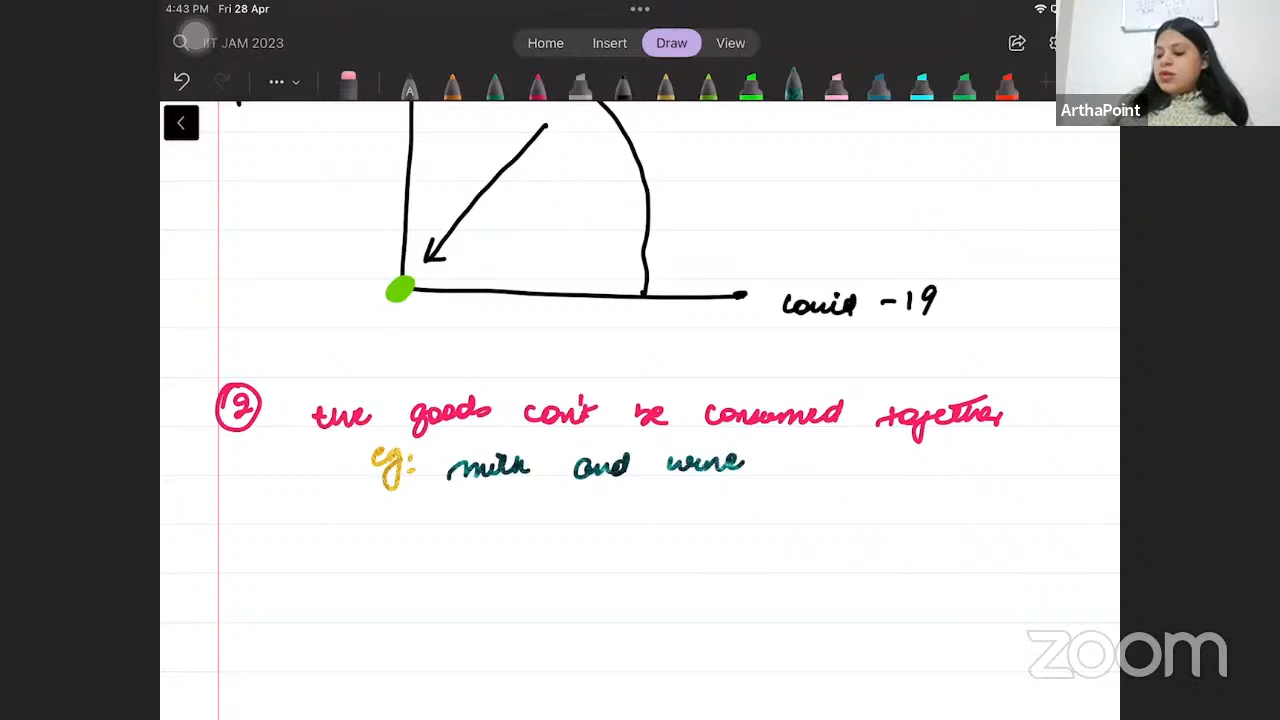 4:43 PM Fri 28 Apr
IIT JAM 2023
Home Insert Draw View
A
ArthaPoint
covid -19
2 the goods can't be consumed together
eg: milk and wine
zoom